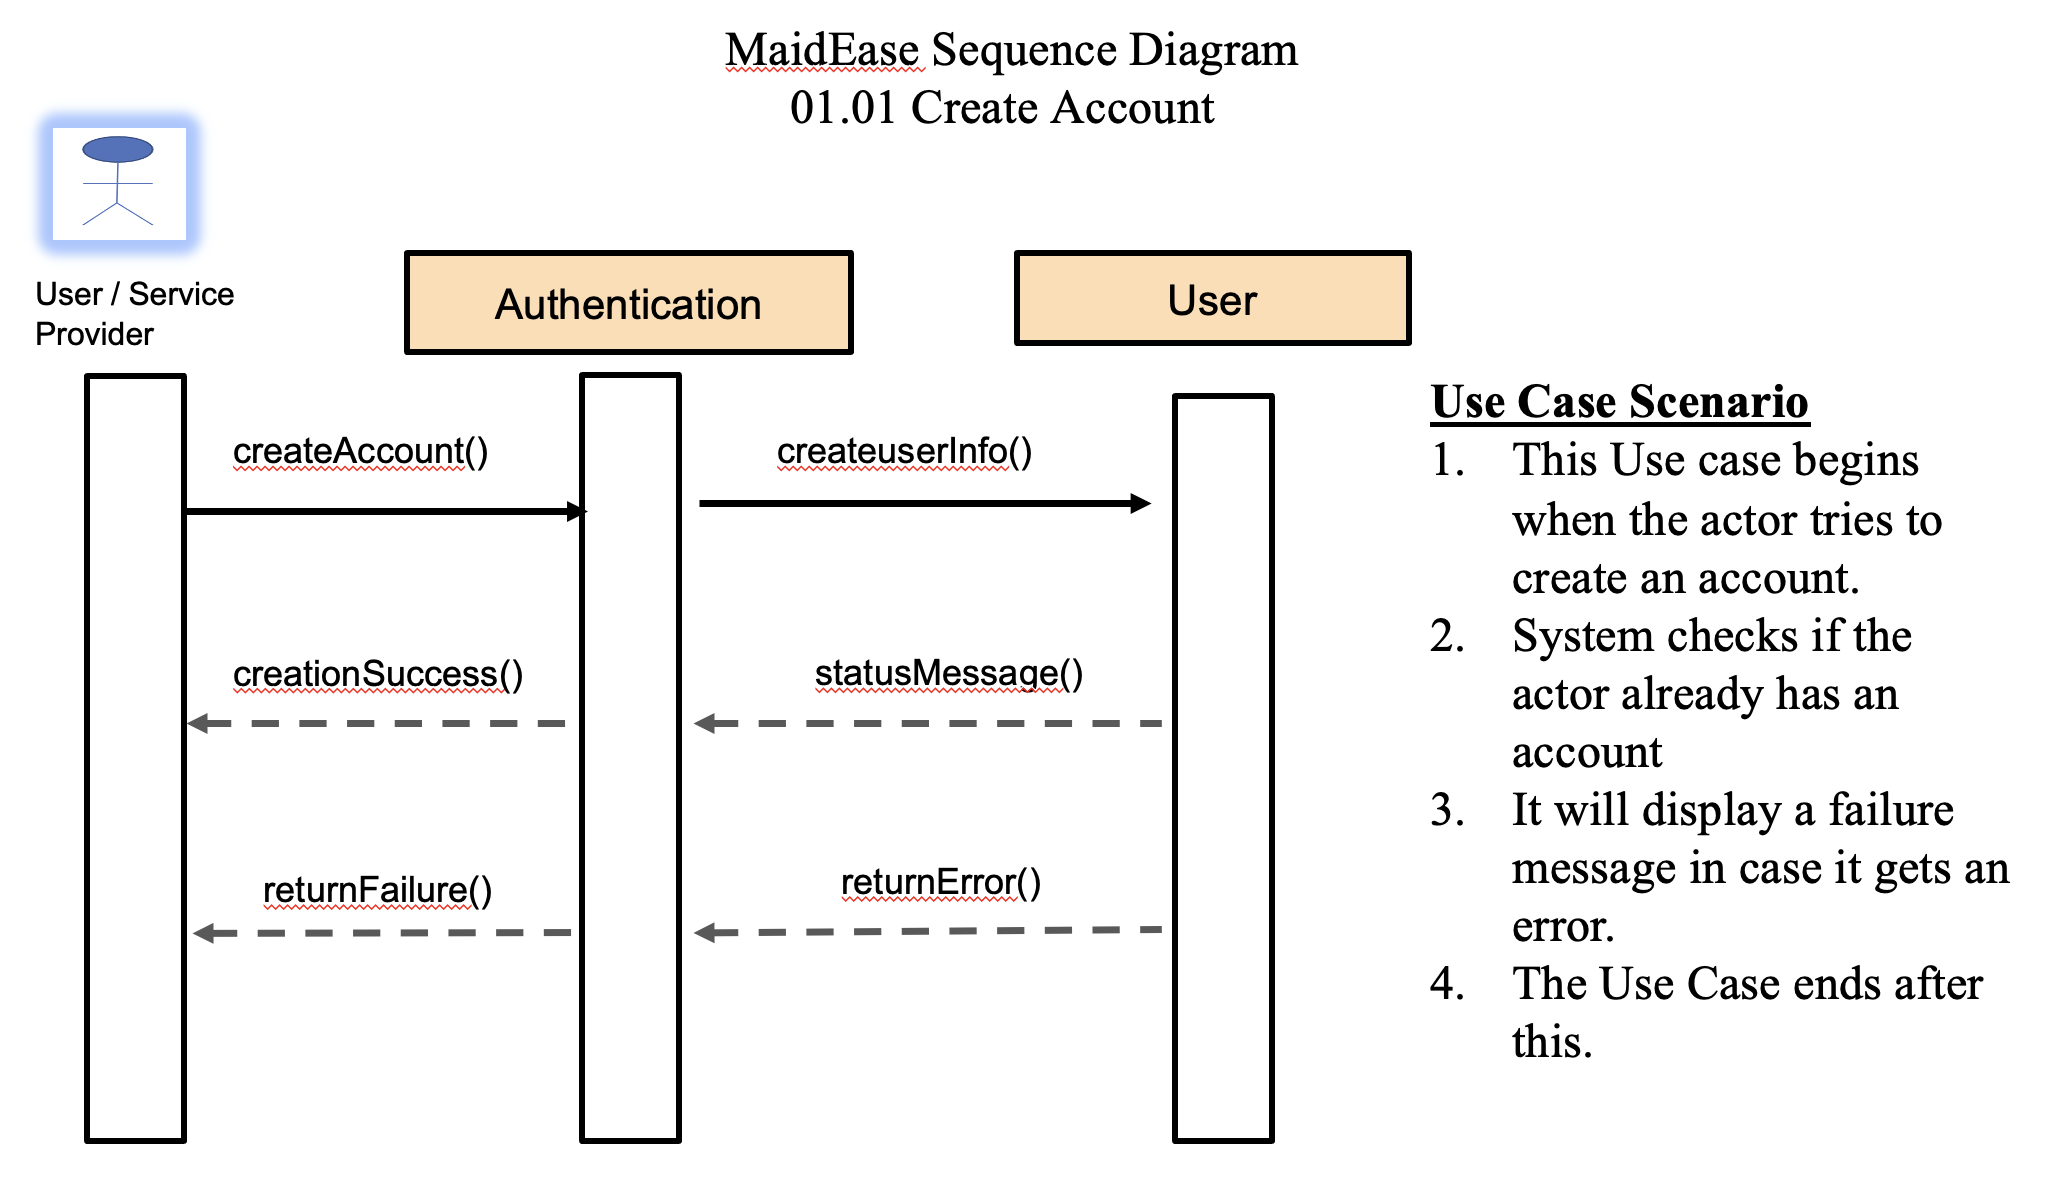 MaidEase Sequence Diagram
01.01 Create Account
User / Service
Provider
Authentication
User
createAccount()
createuserInfo()
creationSuccess()
statusMessage()
returnFailure()
returnError()
Use Case Scenario
1. This Use case begins
when the actor tries to
create an account.
2. System checks if the
actor already has an
account
3. It will display a failure
message in case it gets an
error.
4. The Use Case ends after
this.